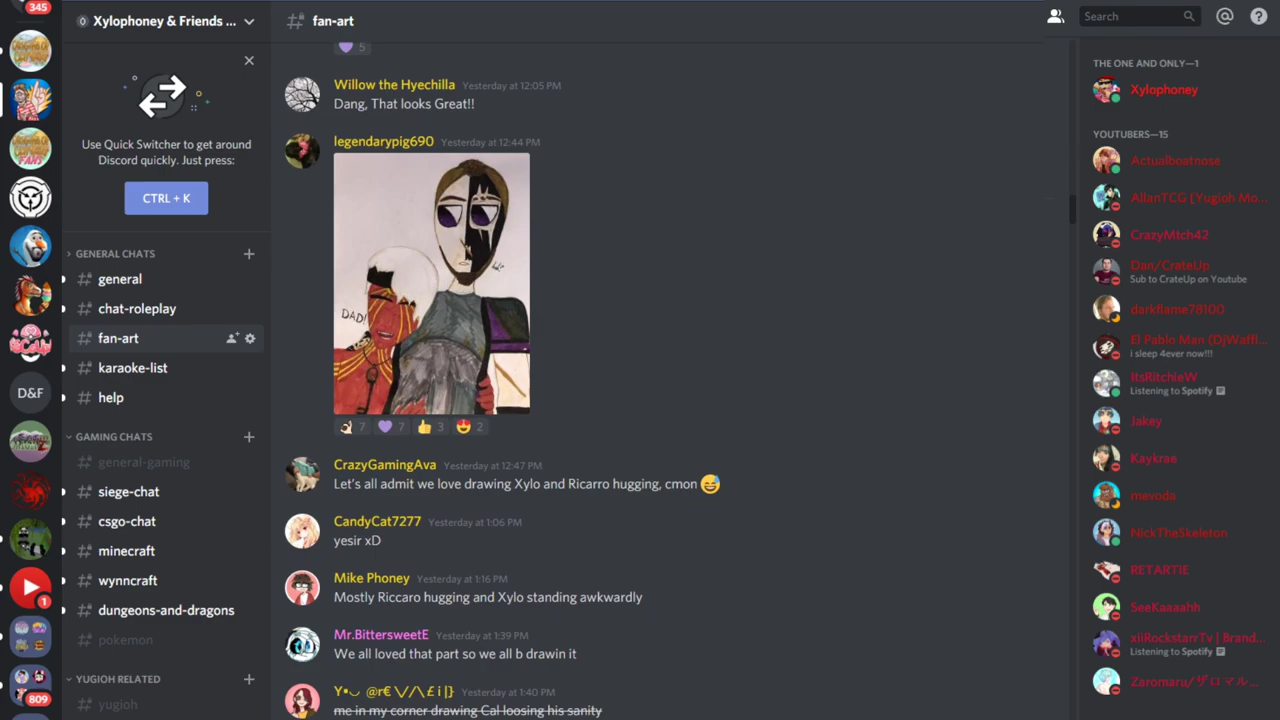 345
Xylophoney & Friends ...
Use Quick Switcher to get around
Discord quickly. Just press:
CTRL + K
GENERAL CHATS
general
chat-roleplay
fan-art
karaoke-list
help
D&F
GAMING CHATS
general-gaming
siege-chat
csgo-chat
minecraft
wynncraft
1
dungeons-and-dragons
pokemon
YUGIOH RELATED
809
yugioh
fan-art
5
Willow the Hyechilla Yesterday at 12:05 PM
Dang, That looks Great!!
legendarypig690 Yesterday at 12:44 PM
DAD!
7 7 3 2
CrazyGamingAva Yesterday at 12:47 PM
Let's all admit we love drawing Xylo and Ricarro hugging, cmon
CandyCat7277 Yesterday at 1:06 PM
yesir xD
Mike Phoney Yesterday at 1:16 PM
Mostly Riccaro hugging and Xylo standing awkwardly
Mr.BittersweetE Yesterday at 1:39 PM
We all loved that part so we all b drawin it
Yesterday at 1:40 PM
me in my corner drawing Cal loosing his sanity
Search
THE ONE AND ONLY—1
Xylophoney
YOUTUBERS—15
Actualboatnose
AllanTCG [Yugioh Mo...
CrazyMtch42
Dan/CrateUp
Sub to CrateUp on Youtube
darkflame78100
El Pablo Man (DjWaffl...
i sleep 4ever now!!!
ItsRitchieW
Listening to Spotify
Jakey
Kaykrae
mevoda
NickTheSkeleton
RETARTIE
SeeKaaaahh
xiiRockstarrTv | Brand...
Listening to Spotify
Zaromaru/ザロマル...